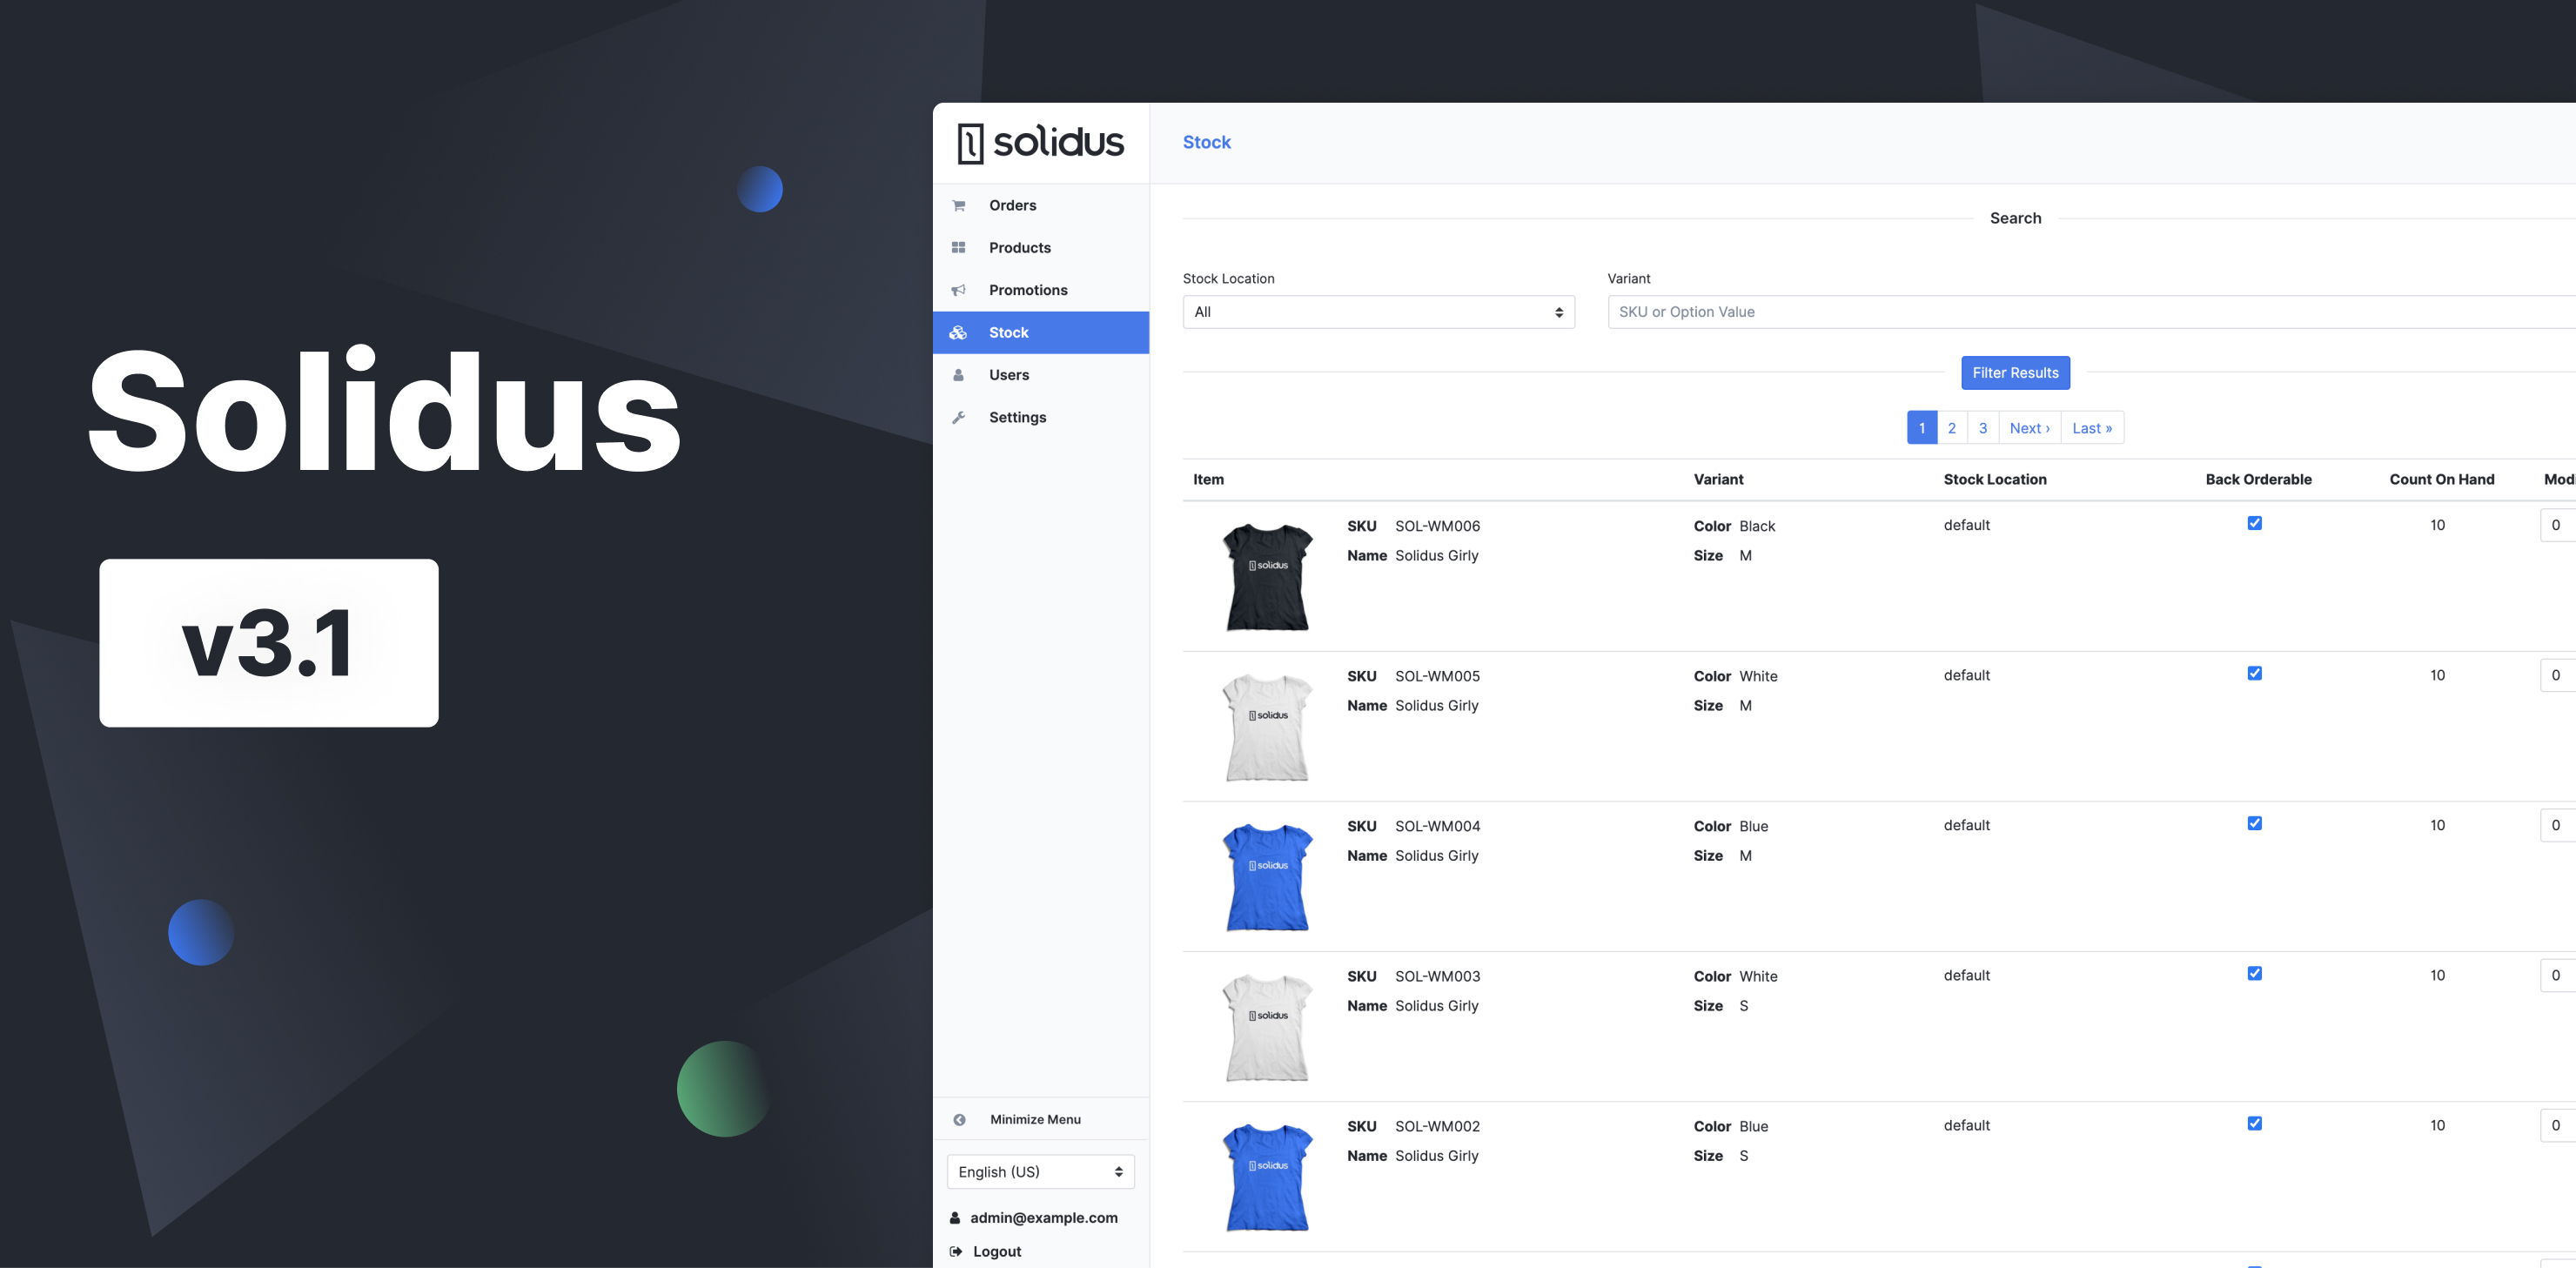 Solidus
v3.1
solidus
Orders
Products
Promotions
Stock
Users
Settings
Minimize Menu
English (US)
admin@example.com
Logout
Stock
Search
Stock Location
Variant
All
SKU or Option Value
Filter Results
1 2 3 Next › Last »
Item Variant Stock Location Back Orderable Count On Hand
solidus
SKU SOL-WM006 Color Black default 10 0
Name Solidus Girly Size M
solidus
SKU SOL-WM005 Color White default 10 0
Name Solidus Girly Size M
solidus
SKU SOL-WM004 Color Blue default 10 0
Name Solidus Girly Size M
solidus
SKU SOL-WM003 Color White default 10 0
Name Solidus Girly Size S
solidus
SKU SOL-WM002 Color Blue default 10 0
Name Solidus Girly Size S